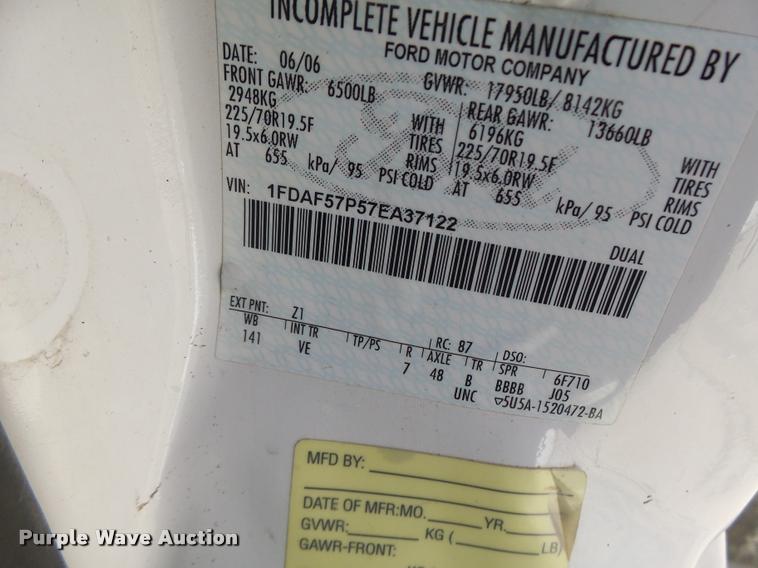 INCOMPLETE VEHICLE MANUFACTURED BY
FORD MOTOR COMPANY
DATE: 06/06 GVWR: 17950LB/ 8142KG
FRONT GAWR: 6500LB REAR GAWR: 13660LB
2948KG WITH 6196KG WITH
225/70R19.5F TIRES 225/70R19.5F TIRES
19.5x6.0RW RIMS 19.5x6.0RW RIMS
AT 655 kPa/ 95 PSI COLD AT 655 kPa/ 95 PSI COLD
VIN: 1FDAF57P57EA37122
DUAL
EXT PNT: Z1 RC: 87 DSO:
WB INT TR TP/PS R AXLE TR SPR 6F710
141 VE 7 48 B BBBB J05
UNC ▽5U5A-1520472-BA
MFD BY:
DATE OF MFR:MO. YR.
GVWR: KG ( LB)
GAWR-FRONT:
Purple Wave Auction